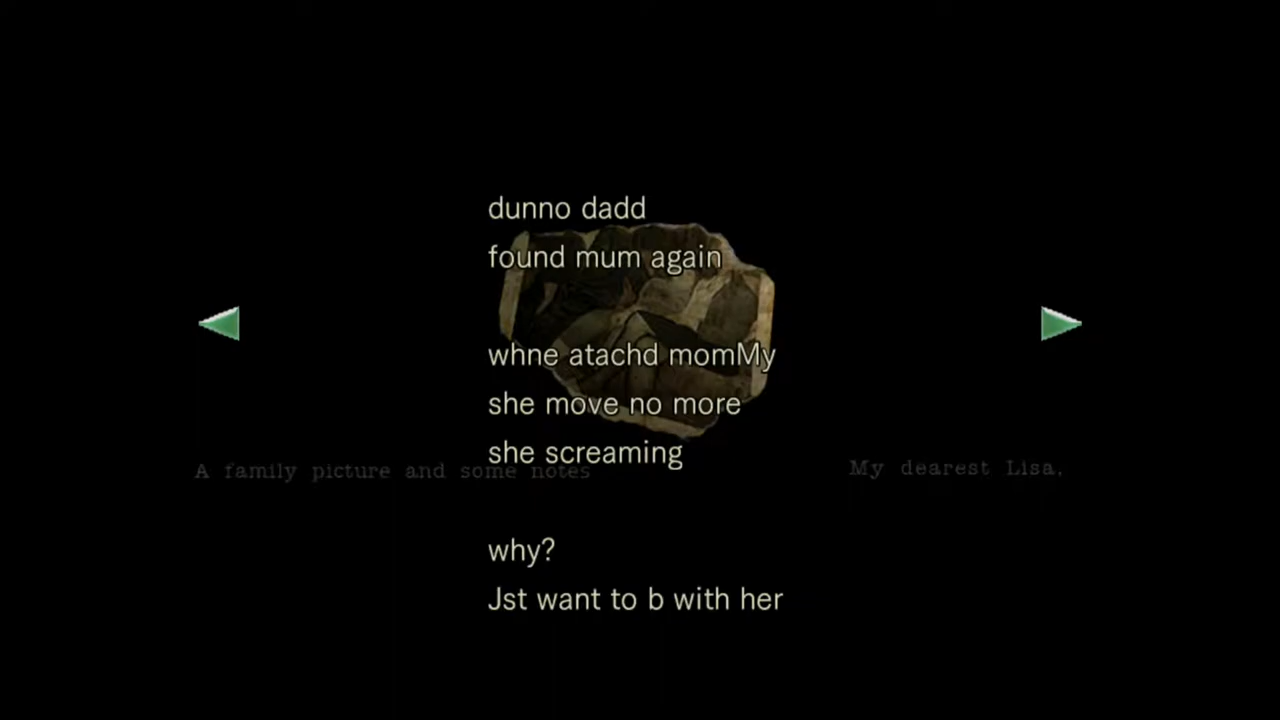 dunno dadd
found mum again
whne atachd momMy
she move no more
she screaming
A family picture and some notes
My dearest Lisa,
why?
Jst want to b with her